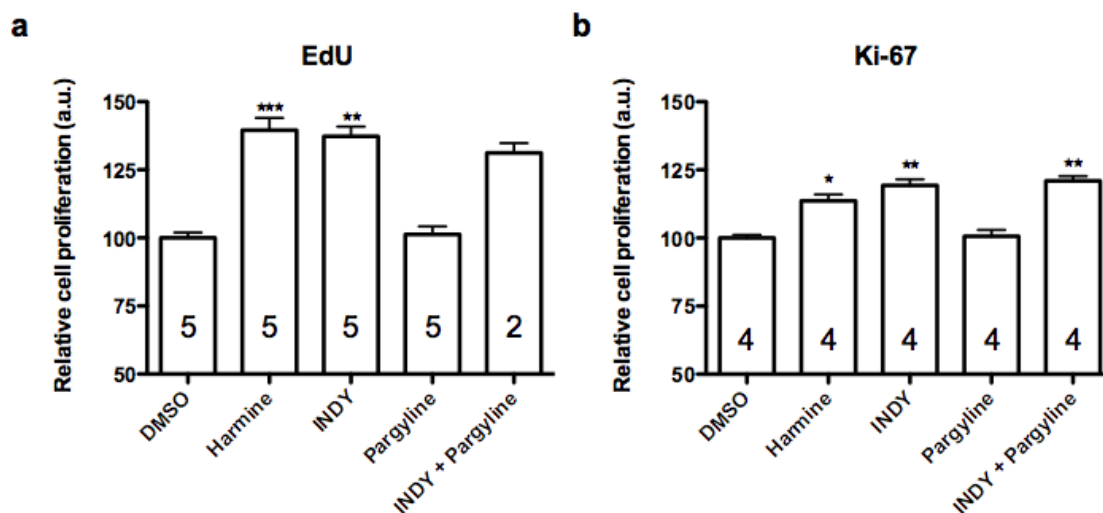 a
EdU
Relative cell proliferation (a.u.)
150
125
100
75
50
*** **
5 5 5 5 2
DMSO
Harmine
INDY
Pargyline
INDY + Pargyline
b
Ki-67
Relative cell proliferation (a.u.)
150
125
100
75
50
* ** **
4 4 4 4 4
DMSO
Harmine
INDY
Pargyline
INDY + Pargyline